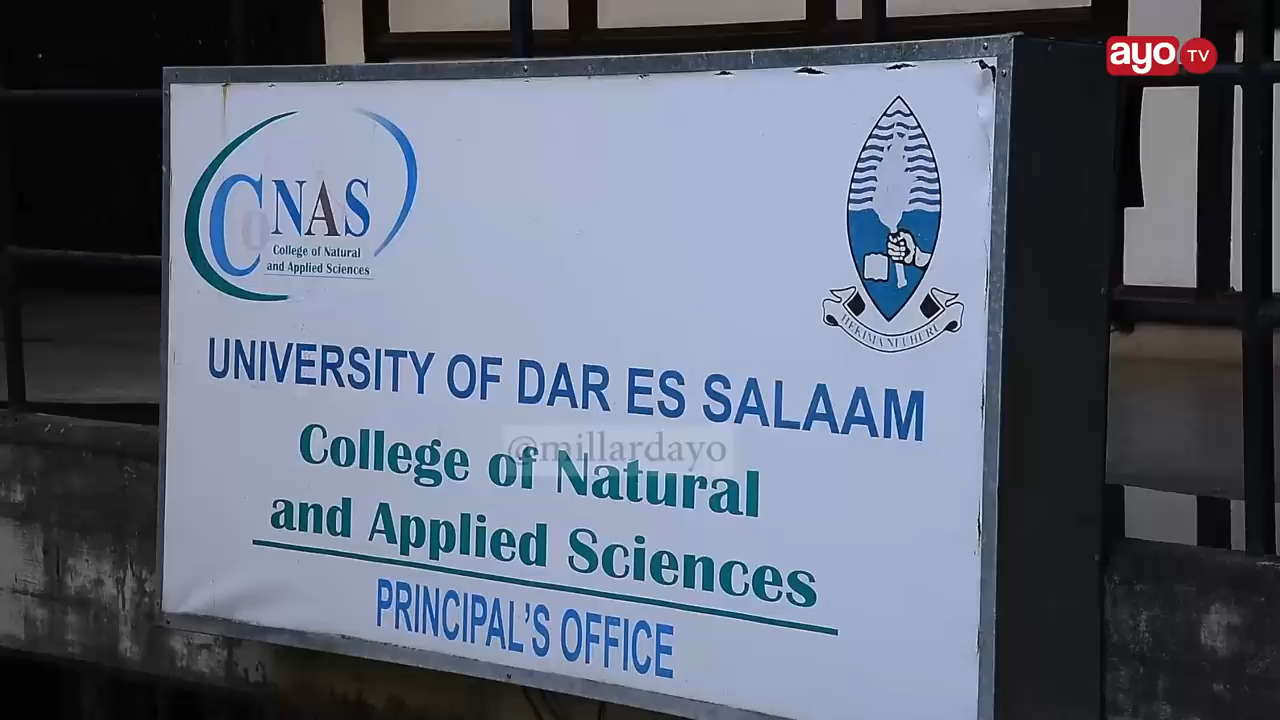 ayo TV
CoNAS
College of Natural
and Applied Sciences
HEKIMA NI UHURU
UNIVERSITY OF DAR ES SALAAM
@millardayo
College of Natural
and Applied Sciences
PRINCIPAL'S OFFICE